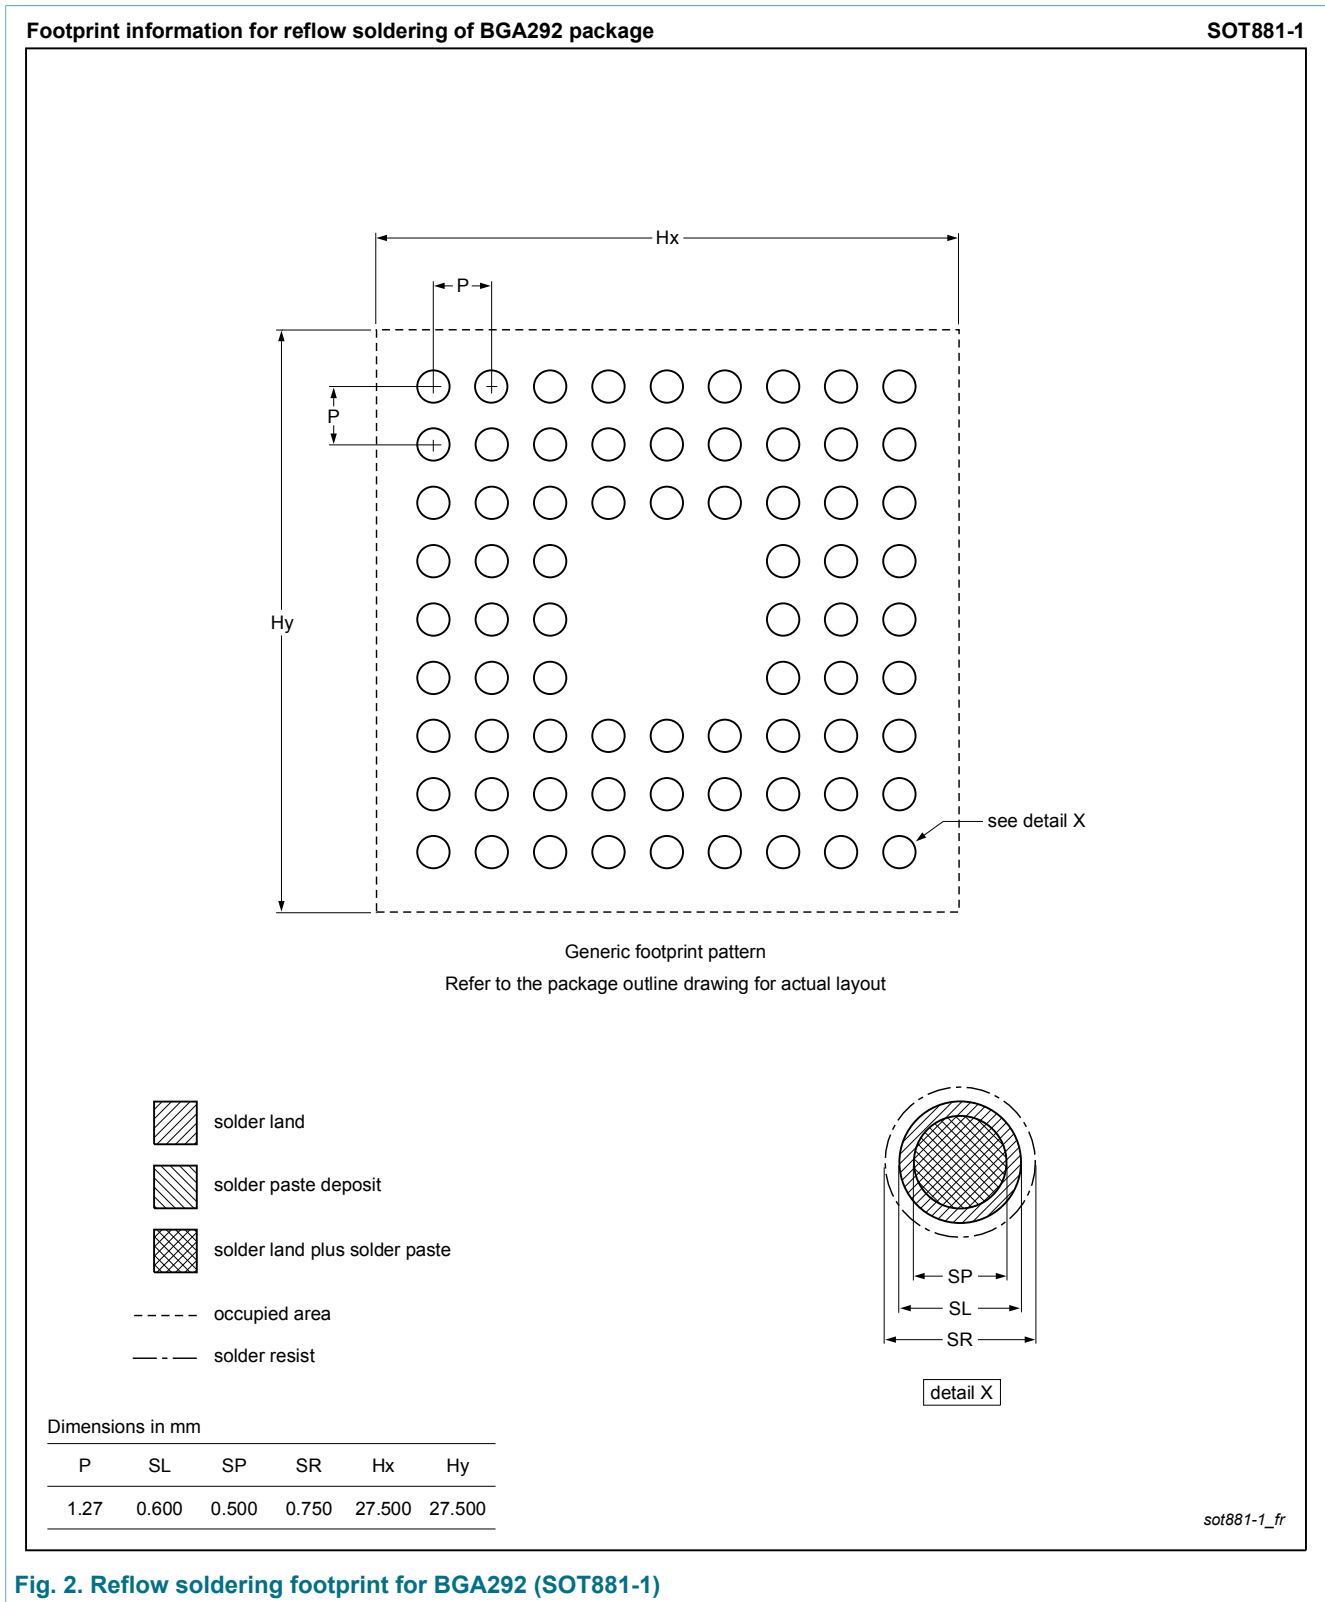 Footprint information for reflow soldering of BGA292 package SOT881-1
Hx
P
P
Hy
see detail X
Generic footprint pattern
Refer to the package outline drawing for actual layout
solder land
solder paste deposit
solder land plus solder paste
occupied area
solder resist
SP
SL
SR
detail X
Dimensions in mm
P SL SP SR Hx Hy
1.27 0.600 0.500 0.750 27.500 27.500
sot881-1_fr
Fig. 2. Reflow soldering footprint for BGA292 (SOT881-1)